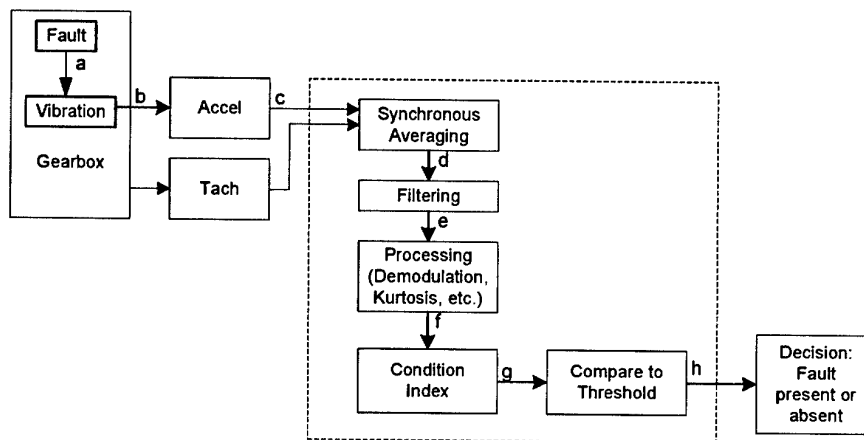 Fault
a
Vibration
b
Gearbox
Accel
c
Tach
Synchronous
Averaging
d
Filtering
e
Processing
(Demodulation,
Kurtosis, etc.)
f
Condition
Index
g
Compare to
Threshold
h
Decision:
Fault
present or
absent